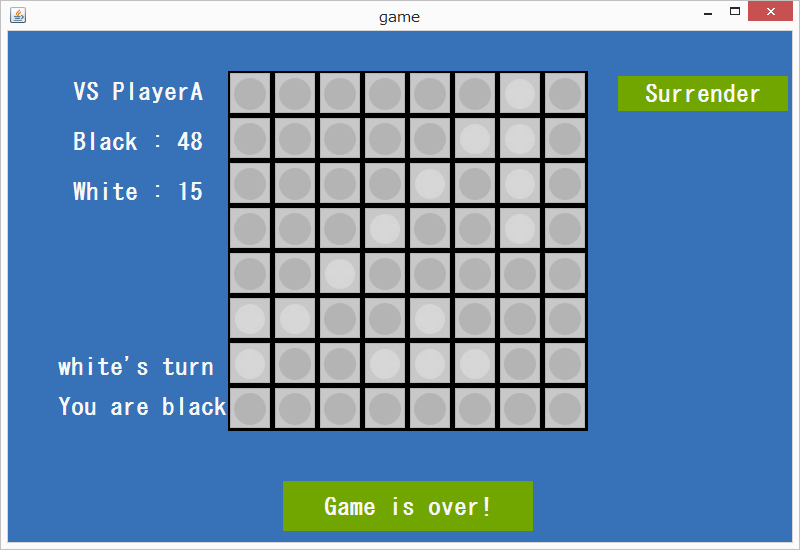 game
VS PlayerA
Surrender
Black : 48
White : 15
white's turn
You are black
Game is over!